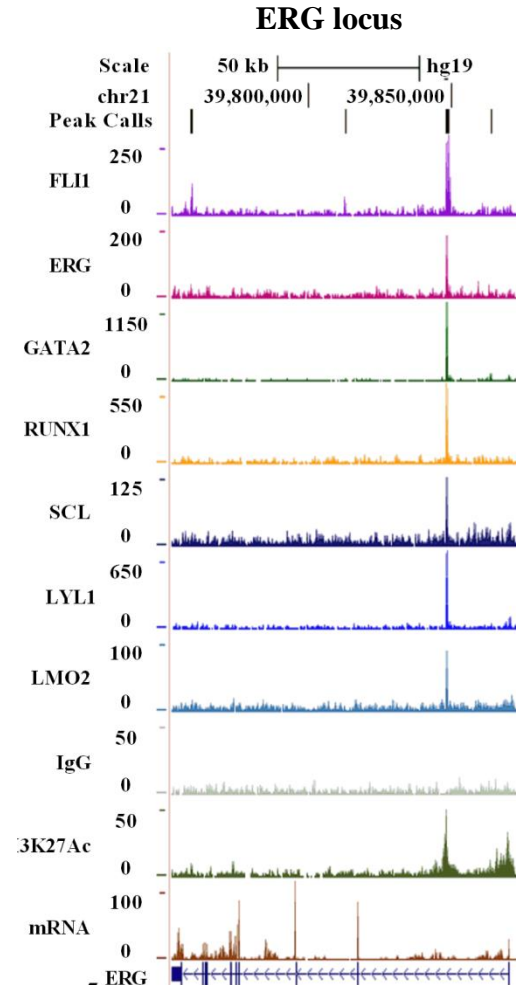 ERG locus
Scale 50 kb hg19
chr21 39,800,000 39,850,000
Peak Calls
250
FLI1
0
200
ERG
0
1150
GATA2
0
550
RUNX1
0
125
SCL
0
650
LYL1
0
100
LMO2
0
50
IgG
0
50
3K27Ac
0
100
mRNA
0
ERG